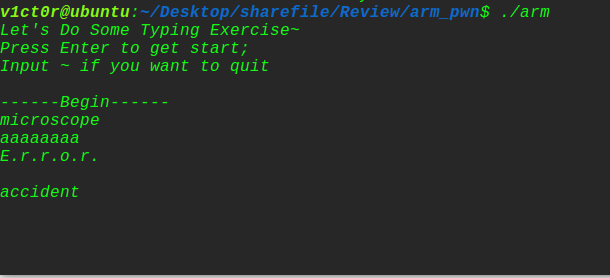 v1ct0r@ubuntu:~/Desktop/sharefile/Review/arm_pwn$ ./arm
Let's Do Some Typing Exercise~
Press Enter to get start;
Input ~ if you want to quit
------Begin------
microscope
aaaaaaaa
E.r.r.o.r.
accident